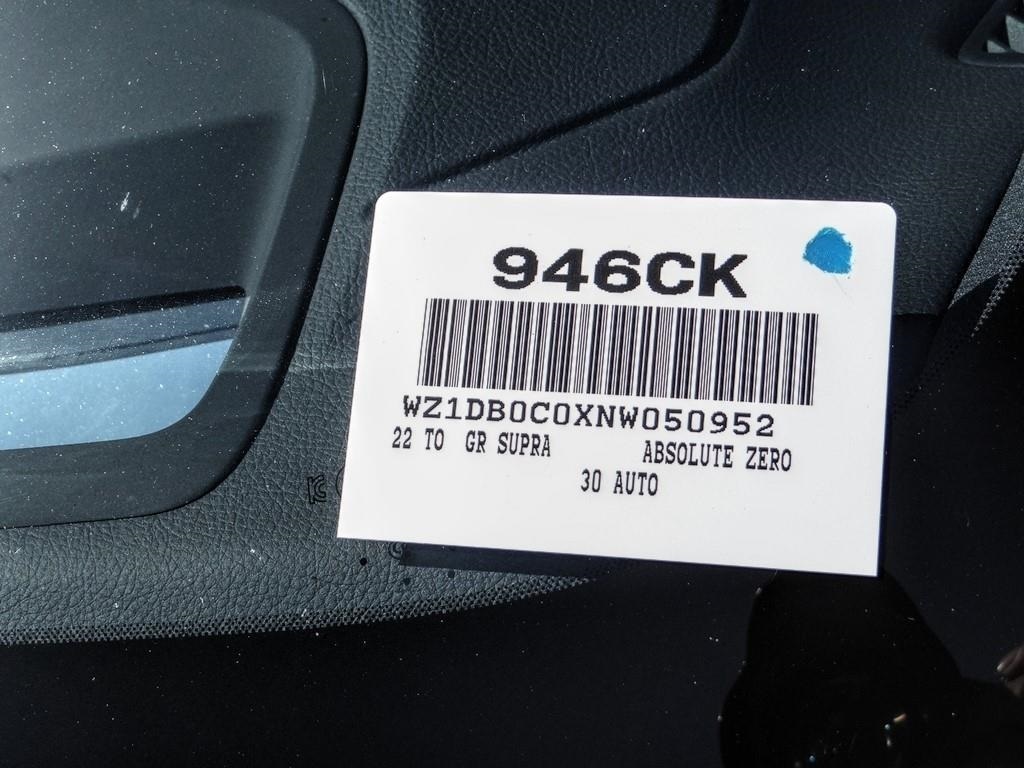 946CK
WZ1DB0C0XNW050952
22 TO GR SUPRA ABSOLUTE ZERO
30 AUTO